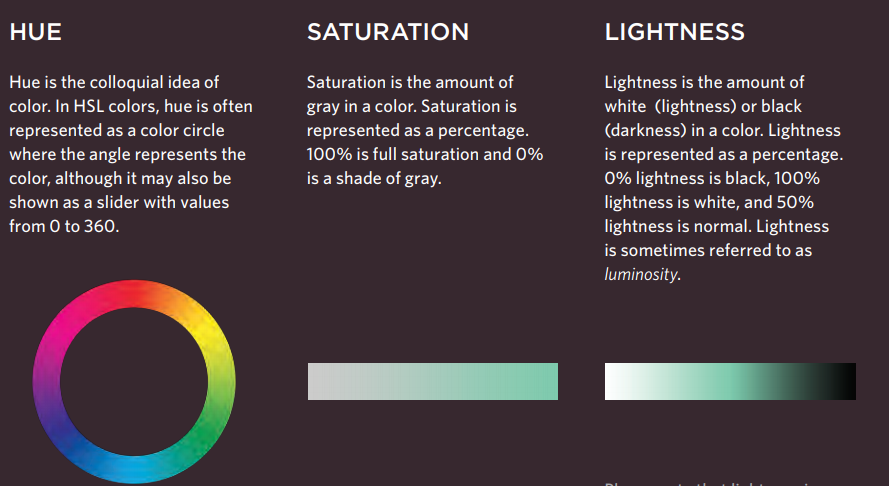 HUE
Hue is the colloquial idea of
color. In HSL colors, hue is often
represented as a color circle
where the angle represents the
color, although it may also be
shown as a slider with values
from 0 to 360.
SATURATION
Saturation is the amount of
gray in a color. Saturation is
represented as a percentage.
100% is full saturation and 0%
is a shade of gray.
LIGHTNESS
Lightness is the amount of
white  (lightness) or black
(darkness) in a color. Lightness
is represented as a percentage.
0% lightness is black, 100%
lightness is white, and 50%
lightness is normal. Lightness
is sometimes referred to as
luminosity.